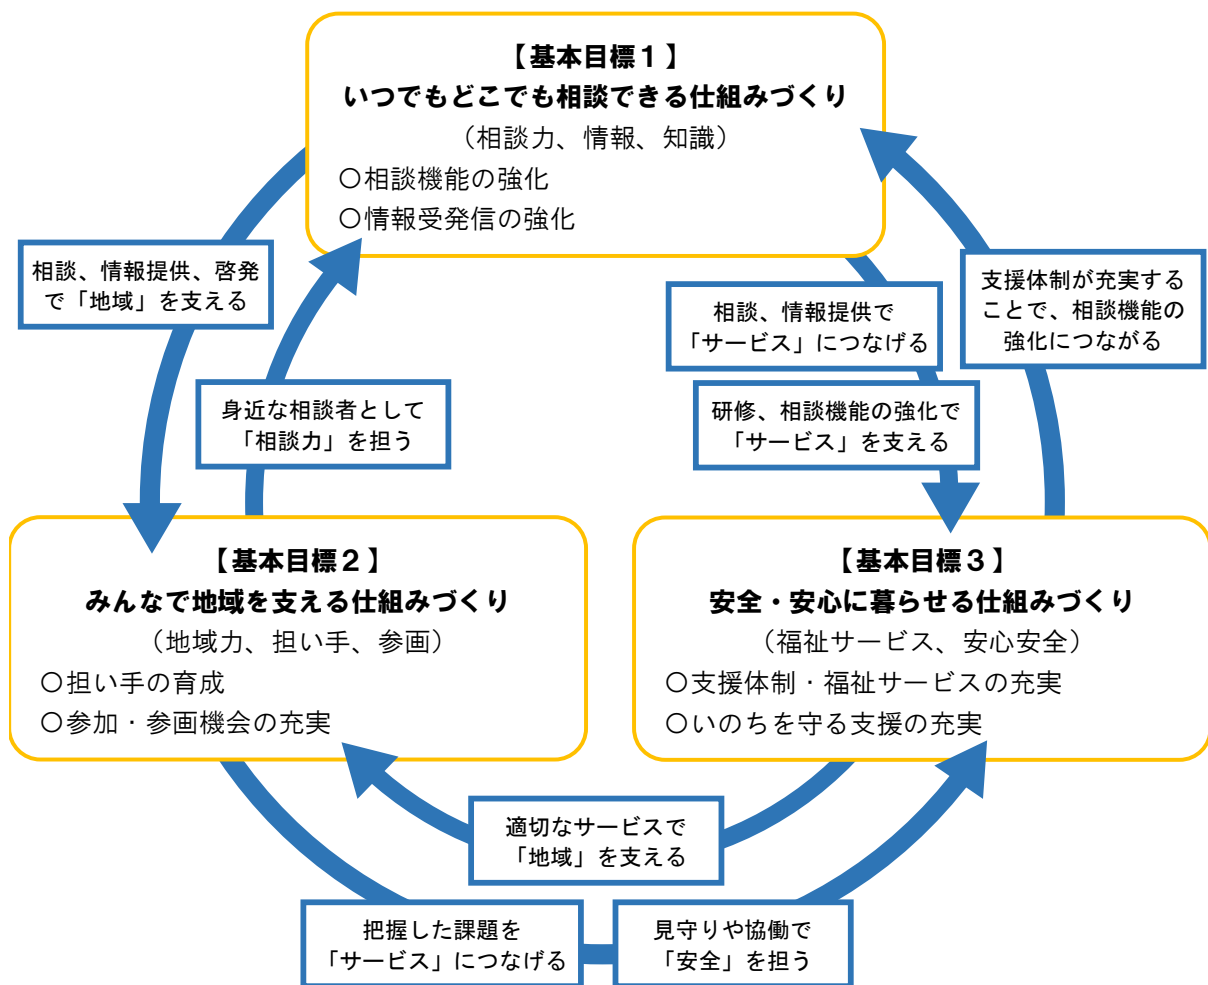 【基本目標１】
いつでもどこでも相談できる仕組みづくり
（相談力、情報、知識）
〇相談機能の強化
〇情報受発信の強化
相談、情報提供、啓発
で「地域」を支える
身近な相談者として
「相談力」を担う
相談、情報提供で
「サービス」につなげる
研修、相談機能の強化で
「サービス」を支える
支援体制が充実する
ことで、相談機能の
強化につながる
【基本目標２】
みんなで地域を支える仕組みづくり
（地域力、担い手、参画）
〇担い手の育成
〇参加・参画機会の充実
【基本目標３】
安全・安心に暮らせる仕組みづくり
（福祉サービス、安心安全）
〇支援体制・福祉サービスの充実
〇いのちを守る支援の充実
適切なサービスで
「地域」を支える
把握した課題を
「サービス」につなげる
見守りや協働で
「安全」を担う